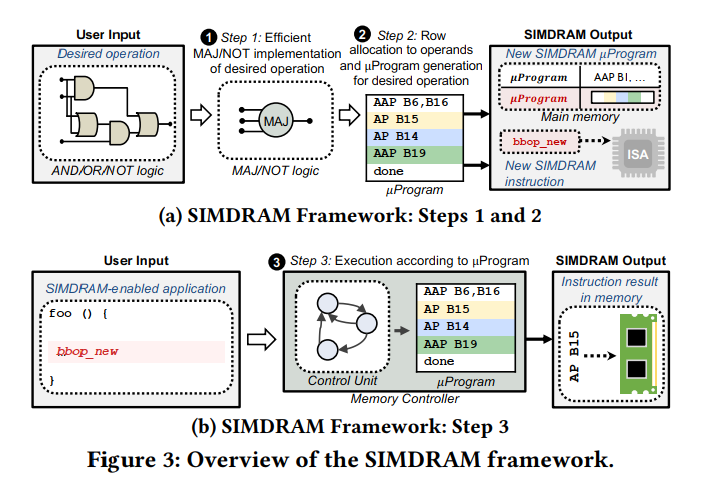 User Input
Desired operation
AND/OR/NOT logic
1 Step 1: Efficient
MAJ/NOT implementation
of desired operation
MAJ
MAJ/NOT logic
2 Step 2: Row
allocation to operands
and μProgram generation
for desired operation
AAP B6,B16
AP B15
AP B14
AAP B19
done
μProgram
SIMDRAM Output
New SIMDRAM μProgram
μProgram AAP BI, ...
μProgram
Main memory
bbop_new
ISA
New SIMDRAM
instruction
(a) SIMDRAM Framework: Steps 1 and 2
User Input
SIMDRAM-enabled application
foo () {
bbop_new
}
3 Step 3: Execution according to μProgram
Control Unit
AAP B6,B16
AP B15
AP B14
AAP B19
done
μProgram
Memory Controller
SIMDRAM Output
Instruction result
in memory
AP B15
(b) SIMDRAM Framework: Step 3
Figure 3: Overview of the SIMDRAM framework.